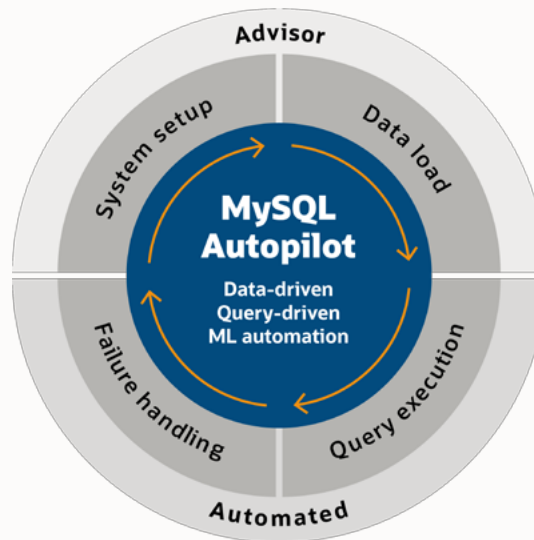 Advisor
System setup
Data load
MySQL
Autopilot
Data-driven
Query-driven
ML automation
Failure handling
Query execution
Automated